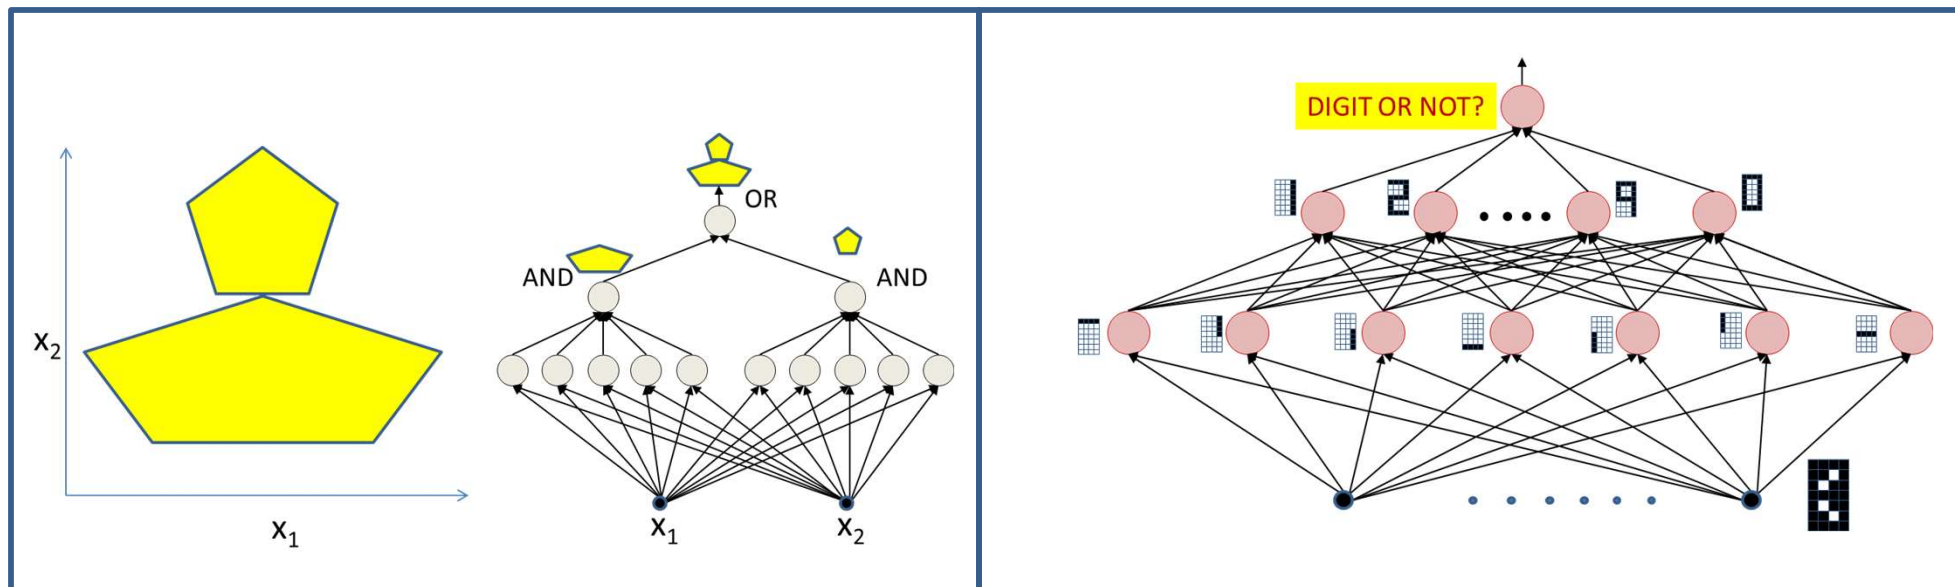 x₂
x₁
OR
AND
AND
x₁
x₂
DIGIT OR NOT?